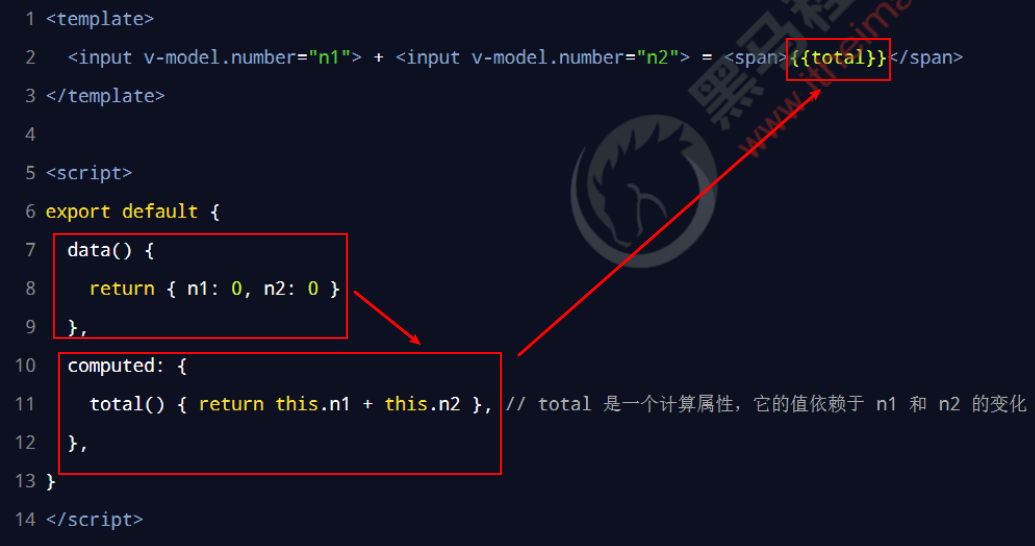 1 <template>
2   <input v-model.number="n1"> + <input v-model.number="n2"> = <span>{{total}}</span>
3 </template>
4
5 <script>
6 export default {
7   data() {
8     return { n1: 0, n2: 0 }
9   },
10   computed: {
11     total() { return this.n1 + this.n2 }, // total 是一个计算属性，它的值依赖于 n1 和 n2 的变化
12   },
13 }
14 </script>
黑马程
www.itheima